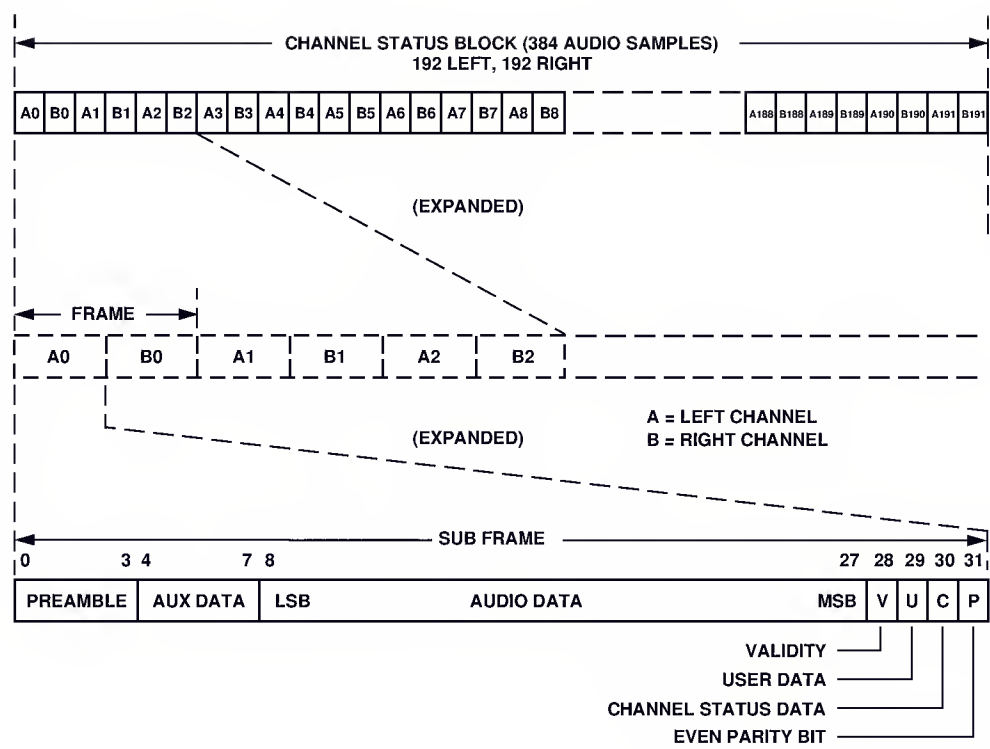 CHANNEL STATUS BLOCK (384 AUDIO SAMPLES)
192 LEFT, 192 RIGHT
A0 B0 A1 B1 A2 B2 A3 B3 A4 B4 A5 B5 A6 B6 A7 B7 A8 B8 A188 B188 A189 B189 A190 B190 A191 B191
(EXPANDED)
FRAME
A0 B0 A1 B1 A2 B2
A = LEFT CHANNEL
B = RIGHT CHANNEL
(EXPANDED)
SUB FRAME
0 3 4 7 8 27 28 29 30 31
PREAMBLE AUX DATA LSB AUDIO DATA MSB V U C P
VALIDITY
USER DATA
CHANNEL STATUS DATA
EVEN PARITY BIT